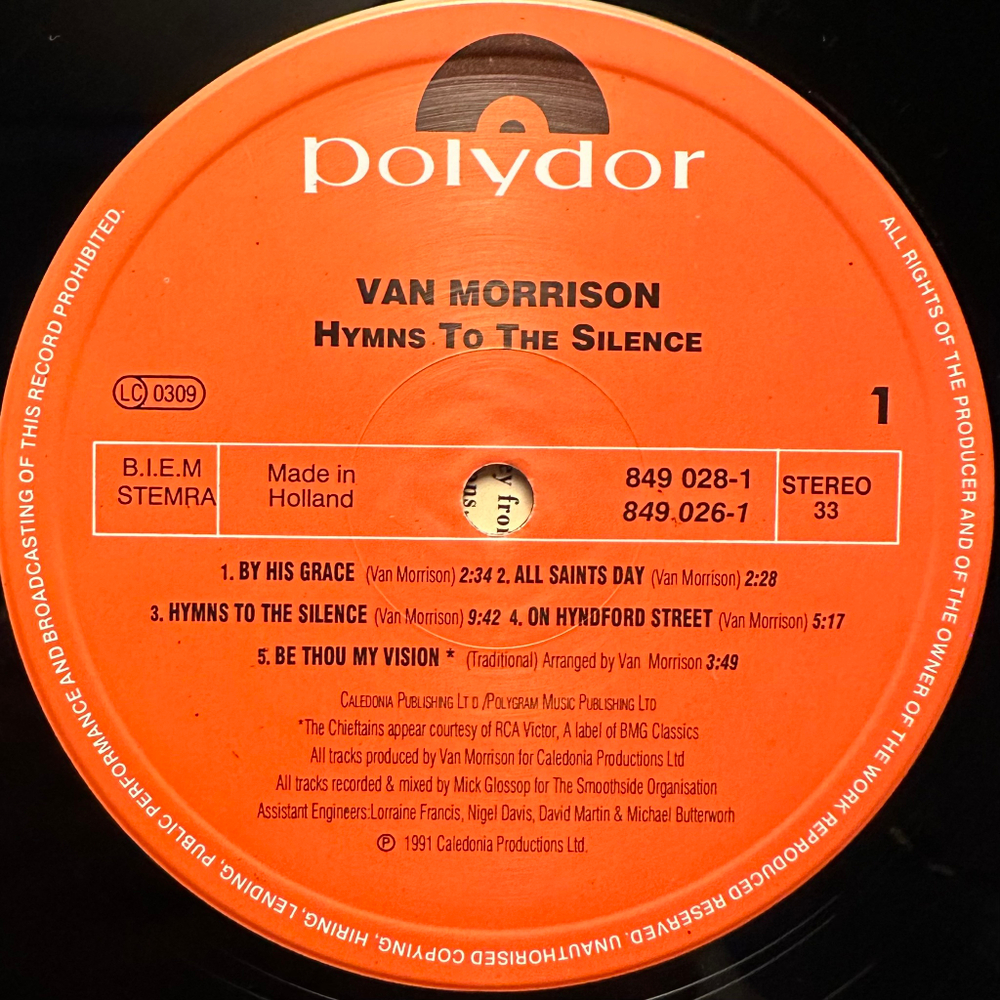 polydor
VAN MORRISON
HYMNS TO THE SILENCE
LC 0309
1
B.I.E.M
STEMRA
Made in
Holland
849 028-1
849.026-1
STEREO
33
1. BY HIS GRACE (Van Morrison) 2:34 2. ALL SAINTS DAY (Van Morrison) 2:28
3. HYMNS TO THE SILENCE (Van Morrison) 9:42 4. ON HYNDFORD STREET (Van Morrison) 5:17
5. BE THOU MY VISION * (Traditional) Arranged by Van Morrison 3:49
CALEDONIA PUBLISHING LT D /POLYGRAM MUSIC PUBLISHING LTD
*The Chieftains appear courtesy of RCA Victor, A label of BMG Classics
All tracks produced by Van Morrison for Caledonia Productions Ltd
All tracks recorded & mixed by Mick Glossop for The Smoothside Organisation
Assistant Engineers:Lorraine Francis, Nigel Davis, David Martin & Michael Butterworh
℗ 1991 Caledonia Productions Ltd.
ALL RIGHTS OF THE PRODUCER AND OF THE OWNER OF THE WORK REPRODUCED RESERVED. UNAUTHORISED COPYING, HIRING, LENDING, PUBLIC PERFORMANCE AND BROADCASTING OF THIS RECORD PROHIBITED.